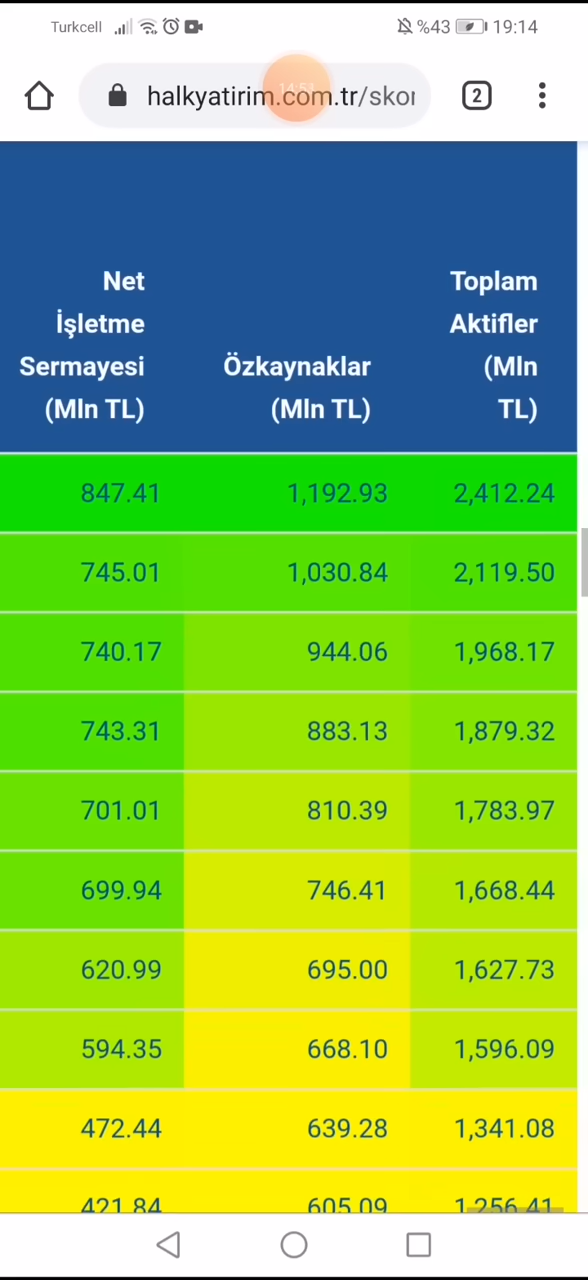 Turkcell %43 19:14
14:51
halkyatirim.com.tr/skor 2
Net İşletme Sermayesi (Mln TL)
Özkaynaklar (Mln TL)
Toplam Aktifler (Mln TL)
847.41 1,192.93 2,412.24
745.01 1,030.84 2,119.50
740.17 944.06 1,968.17
743.31 883.13 1,879.32
701.01 810.39 1,783.97
699.94 746.41 1,668.44
620.99 695.00 1,627.73
594.35 668.10 1,596.09
472.44 639.28 1,341.08
421.84 605.09 1,256.41